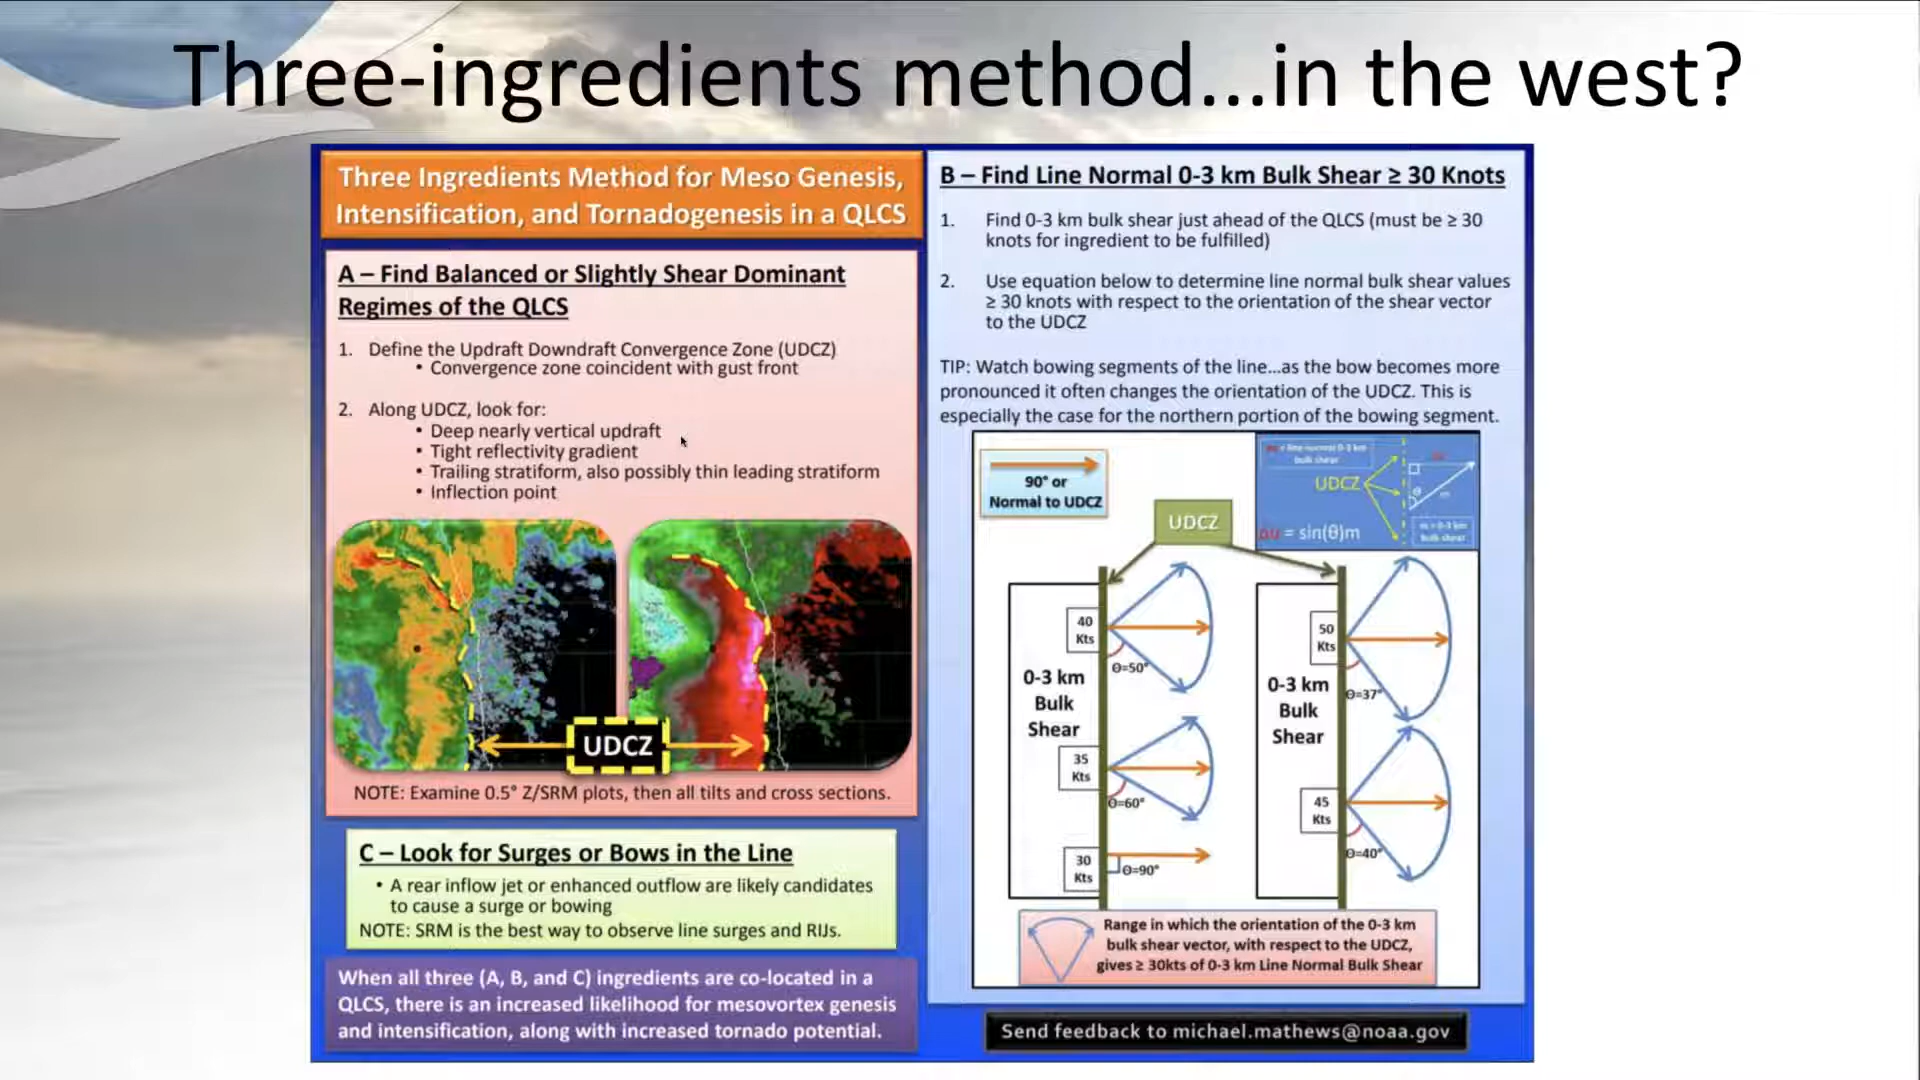 Three-ingredients method...in the west?
Three Ingredients Method for Meso Genesis,
Intensification, and Tornadogenesis in a QLCS
A – Find Balanced or Slightly Shear Dominant
Regimes of the QLCS
1. Define the Updraft Downdraft Convergence Zone (UDCZ)
• Convergence zone coincident with gust front
2. Along UDCZ, look for:
• Deep nearly vertical updraft
• Tight reflectivity gradient
• Trailing stratiform, also possibly thin leading stratiform
• Inflection point
UDCZ
NOTE: Examine 0.5° Z/SRM plots, then all tilts and cross sections.
C – Look for Surges or Bows in the Line
• A rear inflow jet or enhanced outflow are likely candidates
to cause a surge or bowing
NOTE: SRM is the best way to observe line surges and RIJs.
When all three (A, B, and C) ingredients are co-located in a
QLCS, there is an increased likelihood for mesovortex genesis
and intensification, along with increased tornado potential.
B – Find Line Normal 0-3 km Bulk Shear ≥ 30 Knots
1. Find 0-3 km bulk shear just ahead of the QLCS (must be ≥ 30
knots for ingredient to be fulfilled)
2. Use equation below to determine line normal bulk shear values
≥ 30 knots with respect to the orientation of the shear vector
to the UDCZ
TIP: Watch bowing segments of the line...as the bow becomes more
pronounced it often changes the orientation of the UDCZ. This is
especially the case for the northern portion of the bowing segment.
90° or
Normal to UDCZ
= line normal 0-3 km
bulk shear
UDCZ
θ
= sin(θ)m
m = 0-3 km
bulk shear
UDCZ
0-3 km
Bulk
Shear
40
Kts
Θ=50°
35
Kts
Θ=60°
30
Kts
Θ=90°
0-3 km
Bulk
Shear
50
Kts
Θ=37°
45
Kts
Θ=40°
Range in which the orientation of the 0-3 km
bulk shear vector, with respect to the UDCZ,
gives ≥ 30kts of 0-3 km Line Normal Bulk Shear
Send feedback to michael.mathews@noaa.gov